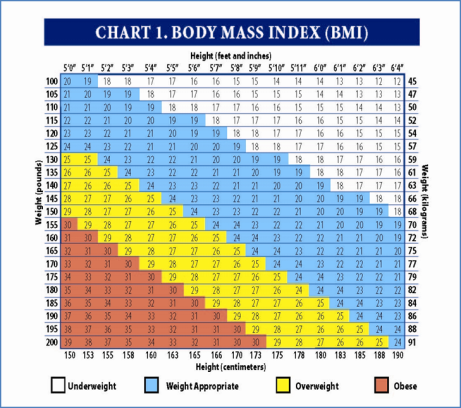 CHART 1. BODY MASS INDEX (BMI)
Height (feet and inches)
5'0" 5'1" 5'2" 5'3" 5'4" 5'5" 5'6" 5'7" 5'8" 5'9" 5'10" 5'11" 6'0" 6'1" 6'2" 6'3" 6'4"
100 20 19 18 18 17 17 16 16 15 15 14 14 14 13 13 12 12 45
105 21 20 19 19 18 17 17 16 16 16 15 15 14 14 13 13 13 47
110 21 21 20 19 19 18 18 17 17 16 16 15 15 15 14 14 13 50
115 22 22 21 20 20 19 19 18 17 17 17 16 16 15 15 14 14 52
120 23 23 22 21 21 20 19 19 18 18 17 17 16 16 15 15 15 54
125 24 24 23 22 21 21 20 20 19 18 18 17 17 16 16 16 15 57
130 25 25 24 23 22 22 21 20 20 19 19 18 18 17 17 16 16 59
135 26 26 25 24 23 22 22 21 21 20 19 19 18 18 17 17 16 61
140 27 26 26 25 24 23 23 22 21 21 20 20 19 18 18 17 17 63
145 28 27 27 26 25 24 23 23 22 21 21 20 20 19 19 18 18 66
150 29 28 27 27 26 25 24 23 23 22 22 21 20 20 19 19 18 68
155 30 29 28 27 27 26 25 24 24 23 22 22 21 20 20 19 19 70
160 31 30 29 28 27 27 26 25 24 24 23 22 22 21 21 20 19 72
165 32 31 30 29 28 27 27 26 25 24 24 23 22 22 21 21 20 75
170 33 32 31 30 29 28 27 27 26 25 24 24 23 22 22 21 21 77
175 34 33 32 31 30 29 28 27 27 26 25 24 24 23 22 22 21 79
180 35 34 33 32 31 30 29 28 27 27 26 25 24 24 23 22 22 82
185 36 35 34 33 32 31 30 29 28 27 27 26 25 24 24 23 23 84
190 37 36 35 34 33 32 31 30 29 28 27 26 26 25 24 24 23 86
195 38 37 36 35 33 32 31 31 30 29 28 27 26 26 25 24 24 88
200 39 38 37 35 34 33 32 31 30 30 29 28 27 26 26 25 24 91
150 153 155 158 160 163 165 168 170 173 175 178 180 183 185 188 190
Height (centimeters)
Weight (pounds)
Weight (kilograms)
Underweight Weight Appropriate Overweight Obese